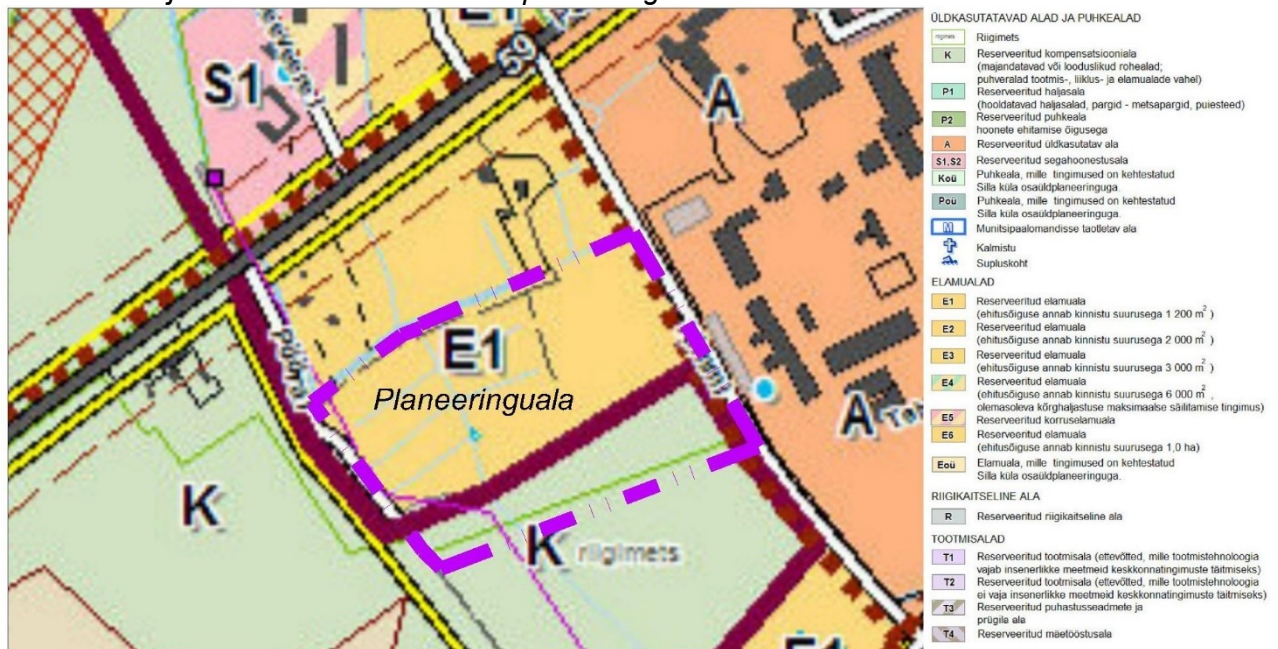 S1
A
E1
Planeeringuala
A
K
K riigimets
ÜLDKASUTATAVAD ALAD JA PUHKEALAD
Riigimets
K Reserveeritud kompensatsiooniala
(majandatavad või looduslikud rohealad;
puhveralad tootmis-, liiklus- ja elamualade vahel)
P1 Reserveeritud haljasala
(hooldatavad haljasalad, pargid - metsapargid, puiesteed)
P2 Reserveeritud puhkeala
hoonete ehitamise õigusega
A Reserveeritud üldkasutatav ala
S1,S2 Reserveeritud segahoonestusala
Koü Puhkeala, mille tingimused on kehtestatud
Silla küla osaüldplaneeringuga.
Poü Puhkeala, mille tingimused on kehtestatud
Silla küla osaüldplaneeringuga.
M Munitsipaalomandisse taotletav ala
Kalmistu
Supluskoht
ELAMUALAD
E1 Reserveeritud elamuala
(ehitusõiguse annab kinnistu suurusega 1 200 m²)
E2 Reserveeritud elamuala
(ehitusõiguse annab kinnistu suurusega 2 000 m²)
E3 Reserveeritud elamuala
(ehitusõiguse annab kinnistu suurusega 3 000 m²)
E4 Reserveeritud elamuala
(ehitusõiguse annab kinnistu suurusega 6 000 m²,
olemasoleva kõrghaljastuse maksimaalse säilitamise tingimus)
E5 Reserveeritud korruselamuala
E6 Reserveeritud elamuala
(ehitusõiguse annab kinnistu suurusega 1,0 ha)
Eoü Elamuala, mille tingimused on kehtestatud
Silla küla osaüldplaneeringuga.
RIIGIKAITSELINE ALA
R Reserveeritud riigikaitseline ala
TOOTMISALAD
T1 Reserveeritud tootmisala (ettevõtted, mille tootmistehnoloogia
vajab insenerlikke meetmeid keskkonnatingimuste täitmiseks)
T2 Reserveeritud tootmisala (ettevõtted, mille tootmistehnoloogia
ei vaja insenerlikke meetmeid keskkonnatingimuste täitmiseks)
T3 Reserveeritud puhastusseadmete ja
prügila ala
T4 Reserveeritud mäetööstusala